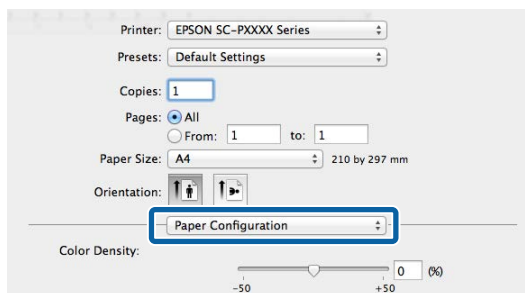 Printer: EPSON SC-PXXXX Series
Presets: Default Settings
Copies: 1
Pages: All
From: 1 to: 1
Paper Size: A4 210 by 297 mm
Orientation:
Paper Configuration
Color Density:
0 (%)
-50 +50